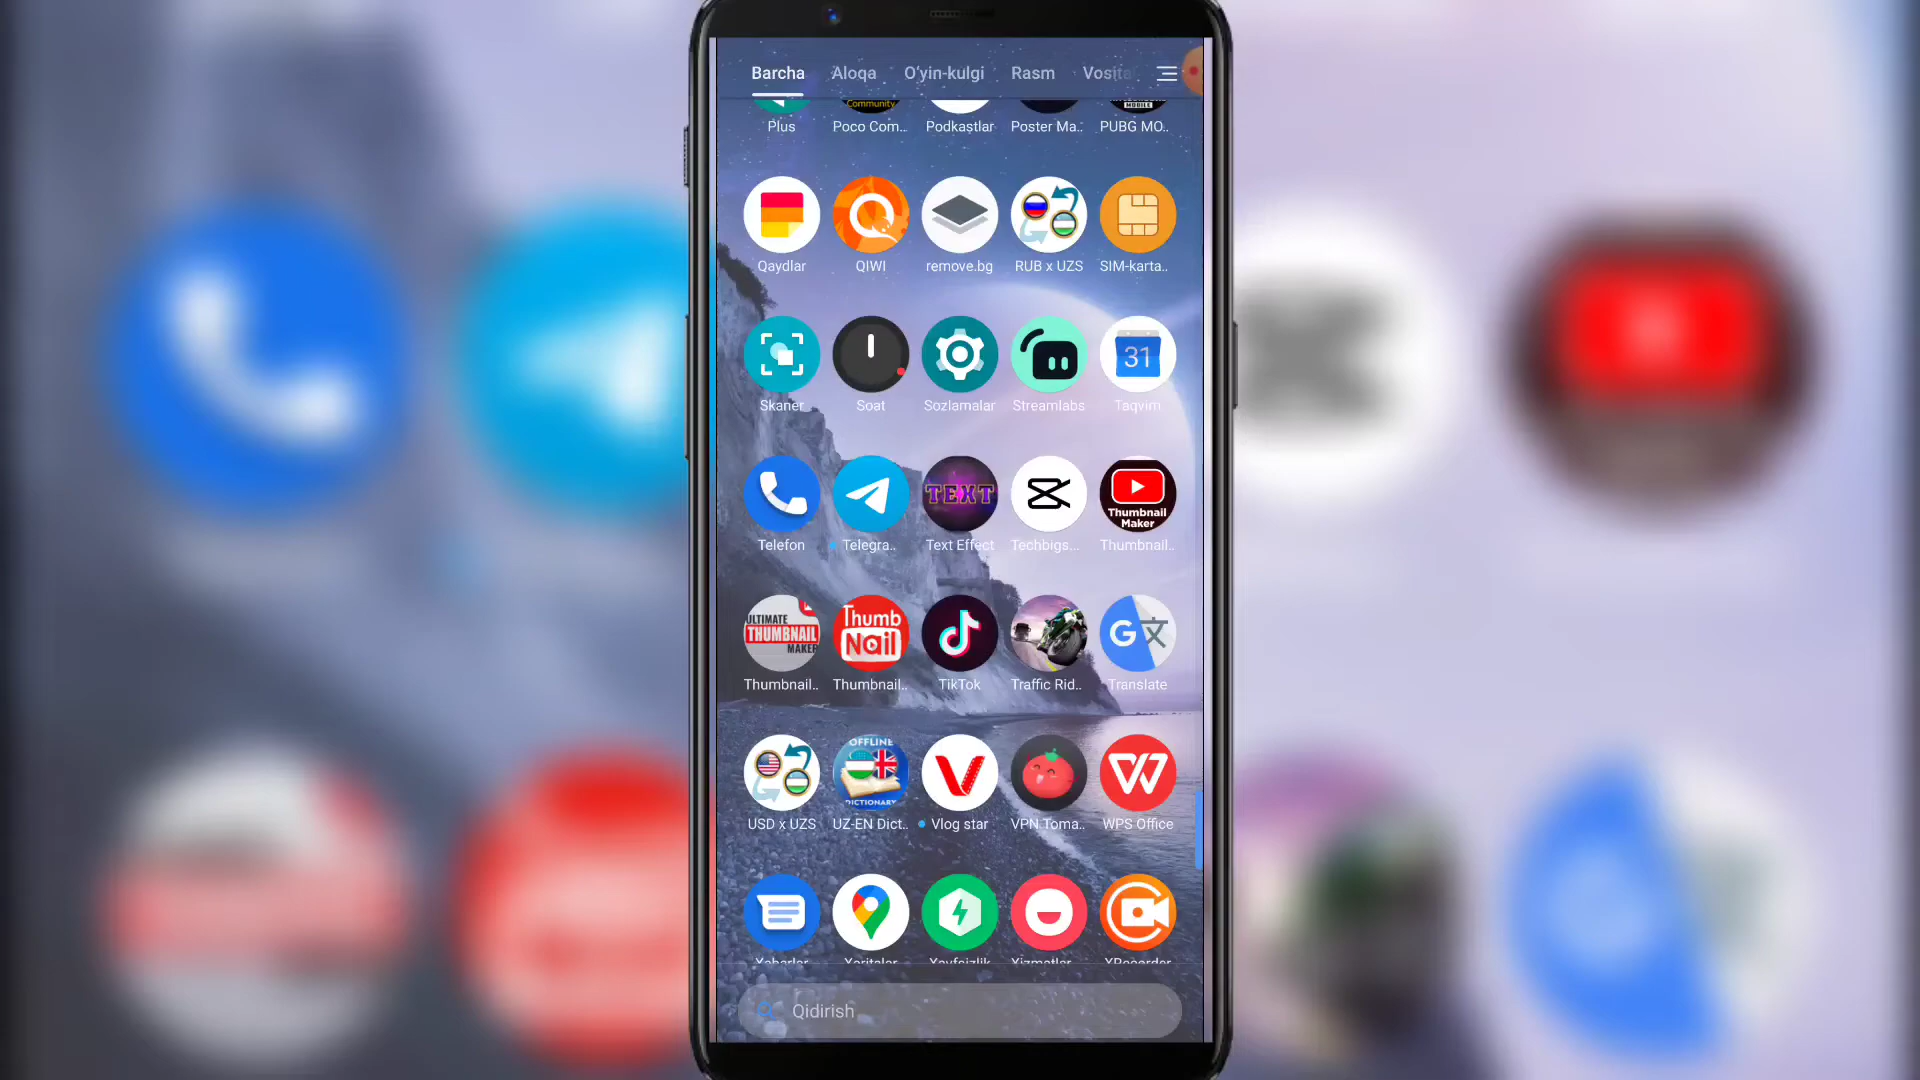 Barcha Aloqa O‘yin-kulgi Rasm Vosita
Community
MOBILE
Plus Poco Com.. Podkastlar Poster Ma.. PUBG MO..
Qaydlar QIWI remove.bg RUB x UZS SIM-karta..
31
Skaner Soat Sozlamalar Streamlabs Taqvim
TEXT
Thumbnail
Maker
Telefon Telegra.. Text Effect Techbigs... Thumbnail..
ULTIMATE
THUMBNAIL
MAKER
Thumb
Nail
G
Thumbnail.. Thumbnail.. TikTok Traffic Rid.. Translate
OFFLINE
DICTIONARY
USD x UZS UZ-EN Dict.. Vlog star VPN Toma.. WPS Office
Xabarlar Xaritalar Xavfsizlik Xizmatlar XRecorder
Qidirish